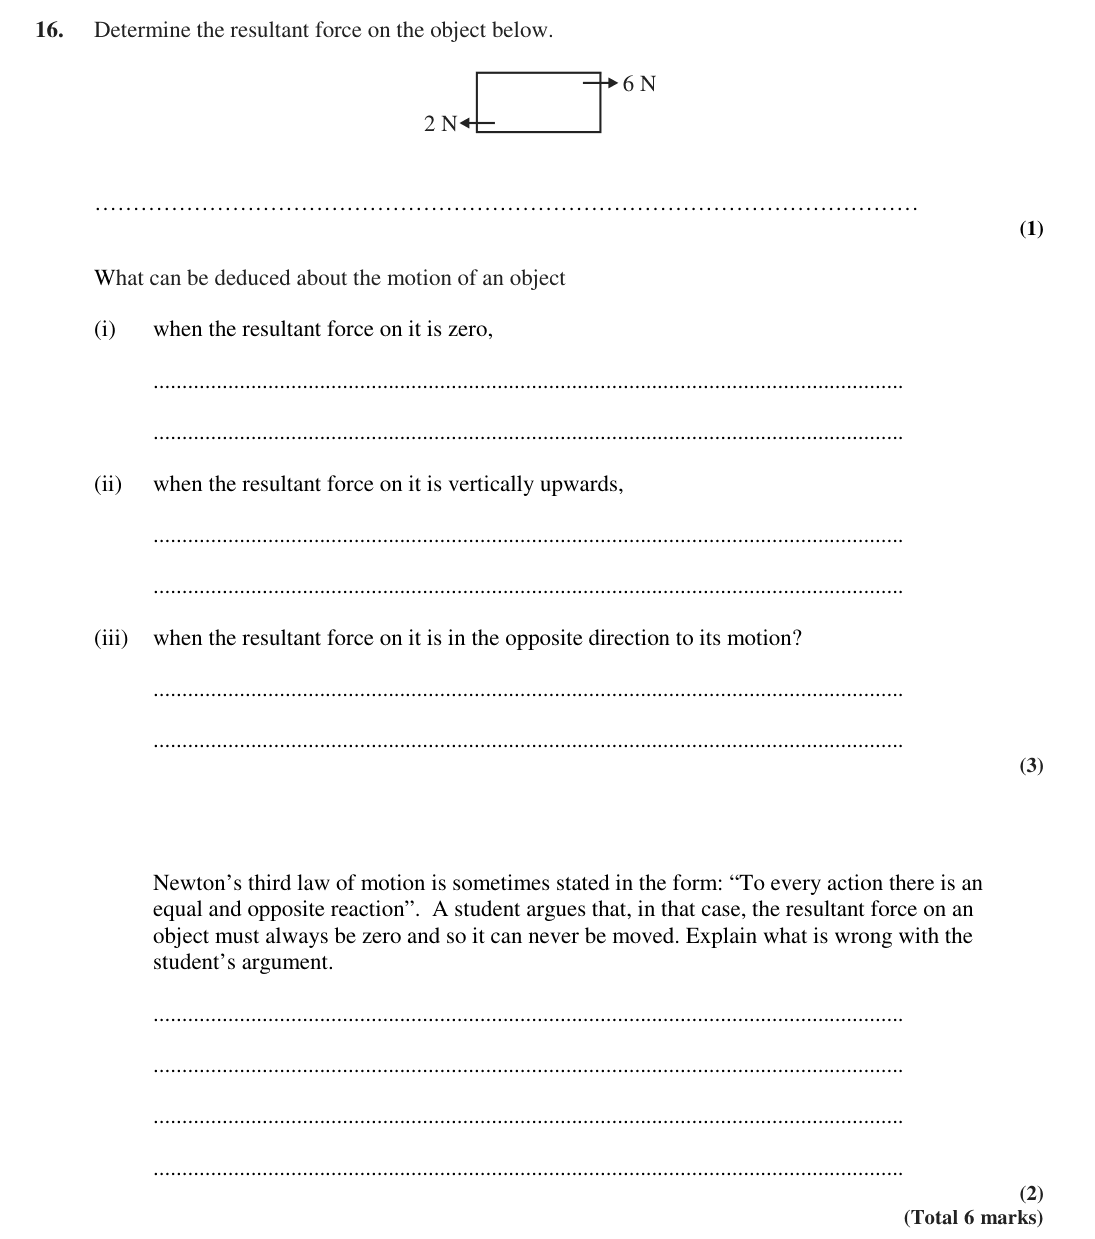 16. Determine the resultant force on the object below.
6 N
2 N
................................................................................................................
(1)
What can be deduced about the motion of an object
(i) when the resultant force on it is zero,
................................................................................................................
................................................................................................................
(ii) when the resultant force on it is vertically upwards,
................................................................................................................
................................................................................................................
(iii) when the resultant force on it is in the opposite direction to its motion?
................................................................................................................
................................................................................................................
(3)
Newton’s third law of motion is sometimes stated in the form: “To every action there is an
equal and opposite reaction”. A student argues that, in that case, the resultant force on an
object must always be zero and so it can never be moved. Explain what is wrong with the
student’s argument.
................................................................................................................
................................................................................................................
................................................................................................................
................................................................................................................
(2)
(Total 6 marks)